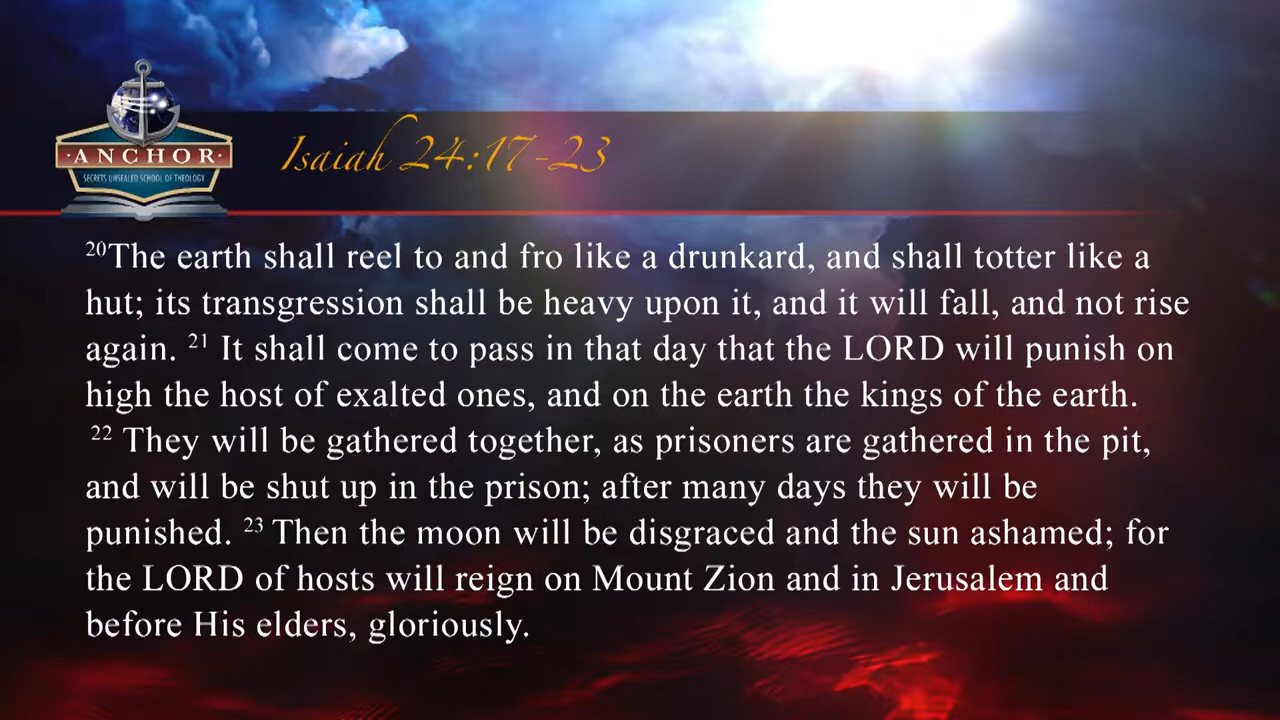 ·ANCHOR·
SECRETS UNSEALED SCHOOL OF THEOLOGY
Isaiah 24:17-23
20The earth shall reel to and fro like a drunkard, and shall totter like a
hut; its transgression shall be heavy upon it, and it will fall, and not rise
again. 21 It shall come to pass in that day that the LORD will punish on
high the host of exalted ones, and on the earth the kings of the earth.
22 They will be gathered together, as prisoners are gathered in the pit,
and will be shut up in the prison; after many days they will be
punished. 23 Then the moon will be disgraced and the sun ashamed; for
the LORD of hosts will reign on Mount Zion and in Jerusalem and
before His elders, gloriously.